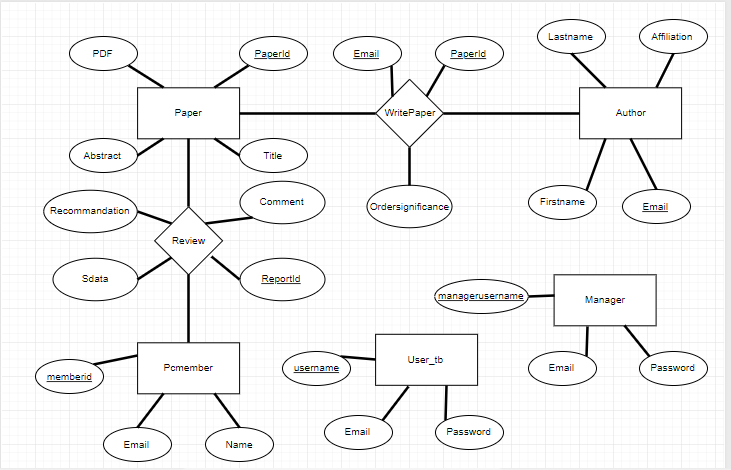 Lastname
Affiliation
PDF
PaperId
Email
PaperId
Paper
WritePaper
Author
Abstract
Title
Recommandation
Comment
Ordersignificance
Firstname
Email
Review
Sdata
ReportId
managerusername
Manager
Pcmember
User_tb
memberid
username
Email
Password
Email
Name
Email
Password